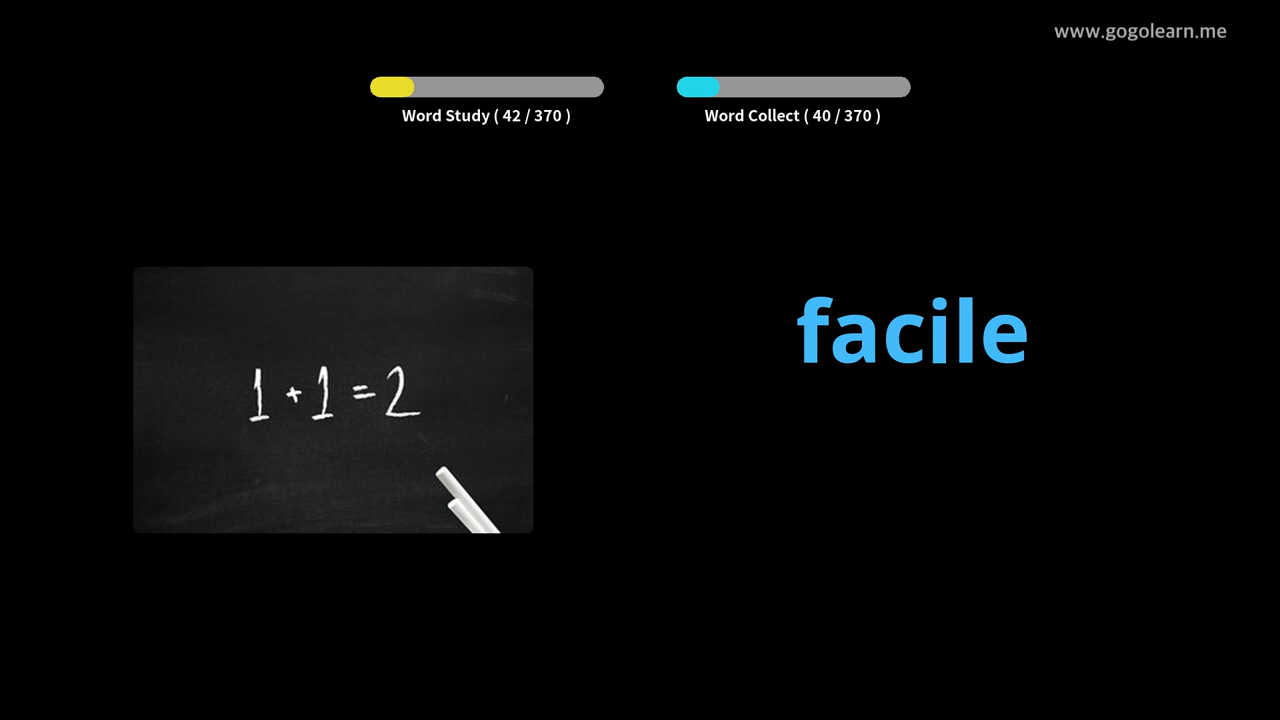 www.gogolearn.me
Word Study ( 42 / 370 )
Word Collect ( 40 / 370 )
1 + 1 = 2
facile